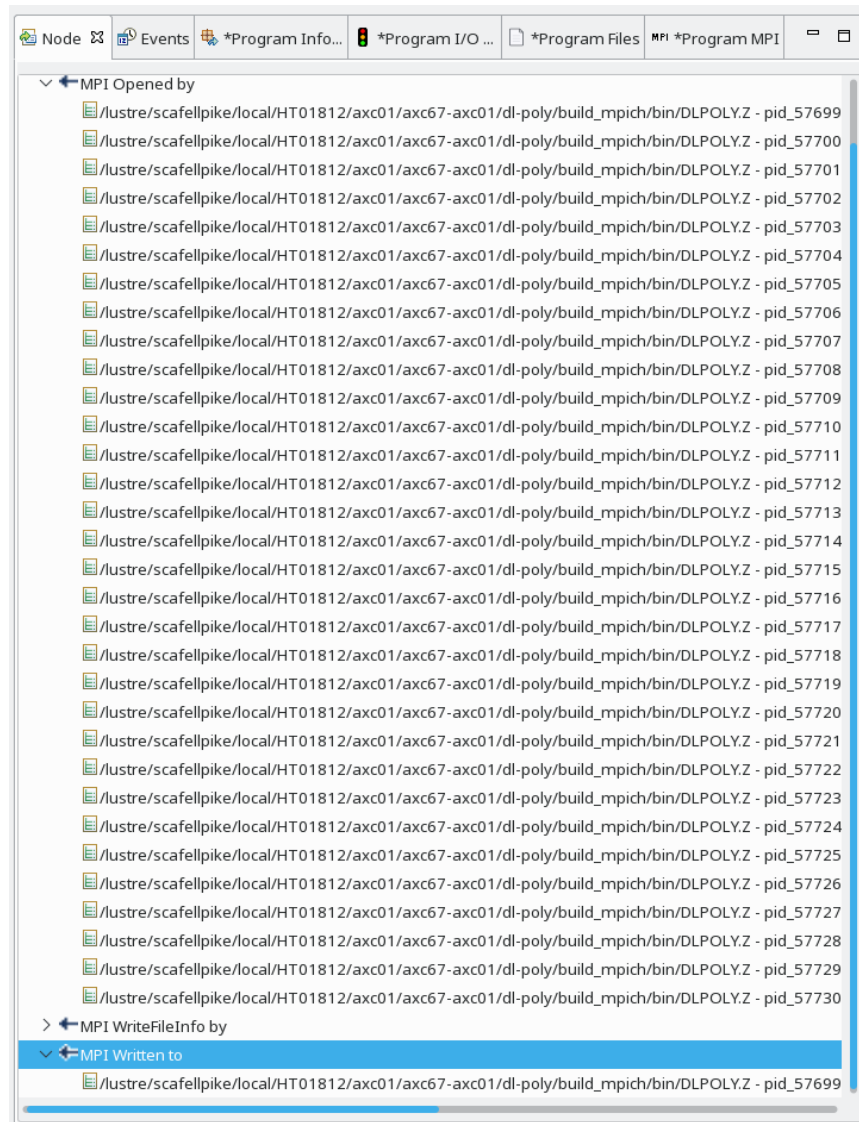 Node Events *Program Info... *Program I/O ... *Program Files MPI *Program MPI
MPI Opened by
/lustre/scafellpike/local/HT01812/axc01/axc67-axc01/dl-poly/build_mpich/bin/DLPOLY.Z - pid_57699
/lustre/scafellpike/local/HT01812/axc01/axc67-axc01/dl-poly/build_mpich/bin/DLPOLY.Z - pid_57700
/lustre/scafellpike/local/HT01812/axc01/axc67-axc01/dl-poly/build_mpich/bin/DLPOLY.Z - pid_57701
/lustre/scafellpike/local/HT01812/axc01/axc67-axc01/dl-poly/build_mpich/bin/DLPOLY.Z - pid_57702
/lustre/scafellpike/local/HT01812/axc01/axc67-axc01/dl-poly/build_mpich/bin/DLPOLY.Z - pid_57703
/lustre/scafellpike/local/HT01812/axc01/axc67-axc01/dl-poly/build_mpich/bin/DLPOLY.Z - pid_57704
/lustre/scafellpike/local/HT01812/axc01/axc67-axc01/dl-poly/build_mpich/bin/DLPOLY.Z - pid_57705
/lustre/scafellpike/local/HT01812/axc01/axc67-axc01/dl-poly/build_mpich/bin/DLPOLY.Z - pid_57706
/lustre/scafellpike/local/HT01812/axc01/axc67-axc01/dl-poly/build_mpich/bin/DLPOLY.Z - pid_57707
/lustre/scafellpike/local/HT01812/axc01/axc67-axc01/dl-poly/build_mpich/bin/DLPOLY.Z - pid_57708
/lustre/scafellpike/local/HT01812/axc01/axc67-axc01/dl-poly/build_mpich/bin/DLPOLY.Z - pid_57709
/lustre/scafellpike/local/HT01812/axc01/axc67-axc01/dl-poly/build_mpich/bin/DLPOLY.Z - pid_57710
/lustre/scafellpike/local/HT01812/axc01/axc67-axc01/dl-poly/build_mpich/bin/DLPOLY.Z - pid_57711
/lustre/scafellpike/local/HT01812/axc01/axc67-axc01/dl-poly/build_mpich/bin/DLPOLY.Z - pid_57712
/lustre/scafellpike/local/HT01812/axc01/axc67-axc01/dl-poly/build_mpich/bin/DLPOLY.Z - pid_57713
/lustre/scafellpike/local/HT01812/axc01/axc67-axc01/dl-poly/build_mpich/bin/DLPOLY.Z - pid_57714
/lustre/scafellpike/local/HT01812/axc01/axc67-axc01/dl-poly/build_mpich/bin/DLPOLY.Z - pid_57715
/lustre/scafellpike/local/HT01812/axc01/axc67-axc01/dl-poly/build_mpich/bin/DLPOLY.Z - pid_57716
/lustre/scafellpike/local/HT01812/axc01/axc67-axc01/dl-poly/build_mpich/bin/DLPOLY.Z - pid_57717
/lustre/scafellpike/local/HT01812/axc01/axc67-axc01/dl-poly/build_mpich/bin/DLPOLY.Z - pid_57718
/lustre/scafellpike/local/HT01812/axc01/axc67-axc01/dl-poly/build_mpich/bin/DLPOLY.Z - pid_57719
/lustre/scafellpike/local/HT01812/axc01/axc67-axc01/dl-poly/build_mpich/bin/DLPOLY.Z - pid_57720
/lustre/scafellpike/local/HT01812/axc01/axc67-axc01/dl-poly/build_mpich/bin/DLPOLY.Z - pid_57721
/lustre/scafellpike/local/HT01812/axc01/axc67-axc01/dl-poly/build_mpich/bin/DLPOLY.Z - pid_57722
/lustre/scafellpike/local/HT01812/axc01/axc67-axc01/dl-poly/build_mpich/bin/DLPOLY.Z - pid_57723
/lustre/scafellpike/local/HT01812/axc01/axc67-axc01/dl-poly/build_mpich/bin/DLPOLY.Z - pid_57724
/lustre/scafellpike/local/HT01812/axc01/axc67-axc01/dl-poly/build_mpich/bin/DLPOLY.Z - pid_57725
/lustre/scafellpike/local/HT01812/axc01/axc67-axc01/dl-poly/build_mpich/bin/DLPOLY.Z - pid_57726
/lustre/scafellpike/local/HT01812/axc01/axc67-axc01/dl-poly/build_mpich/bin/DLPOLY.Z - pid_57727
/lustre/scafellpike/local/HT01812/axc01/axc67-axc01/dl-poly/build_mpich/bin/DLPOLY.Z - pid_57728
/lustre/scafellpike/local/HT01812/axc01/axc67-axc01/dl-poly/build_mpich/bin/DLPOLY.Z - pid_57729
/lustre/scafellpike/local/HT01812/axc01/axc67-axc01/dl-poly/build_mpich/bin/DLPOLY.Z - pid_57730
MPI WriteFileInfo by
MPI Written to
/lustre/scafellpike/local/HT01812/axc01/axc67-axc01/dl-poly/build_mpich/bin/DLPOLY.Z - pid_57699